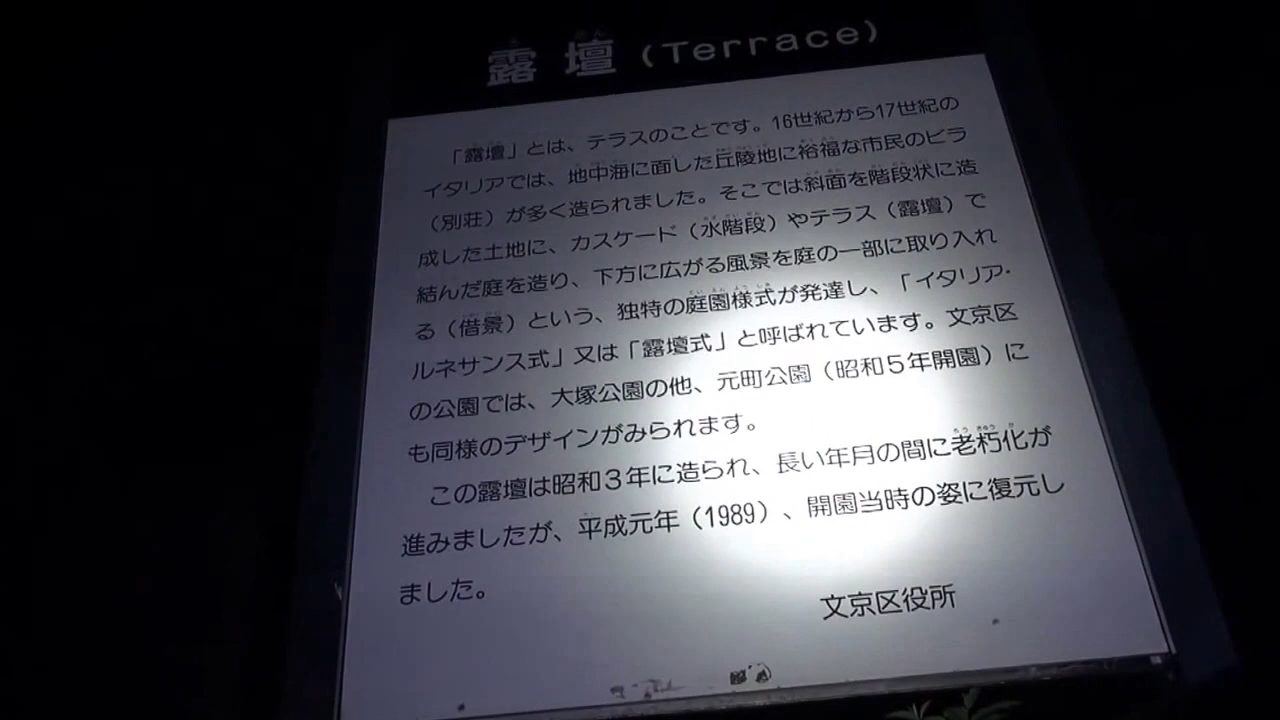 露壇(Terrace)
「露壇」とは、テラスのことです。16世紀から17世紀の
イタリアでは、地中海に面した丘陵地に裕福な市民のビラ
(別荘)が多く造られました。そこでは斜面を階段状に造
成した土地に、カスケード(水階段)やテラス(露壇)で
結んだ庭を造り、下方に広がる風景を庭の一部に取り入れ
る(借景)という、独特の庭園様式が発達し、「イタリア・
ルネサンス式」又は「露壇式」と呼ばれています。文京区
の公園では、大塚公園の他、元町公園(昭和5年開園)に
も同様のデザインがみられます。
この露壇は昭和3年に造られ、長い年月の間に老朽化が
進みましたが、平成元年(1989)、開園当時の姿に復元し
ました。
文京区役所